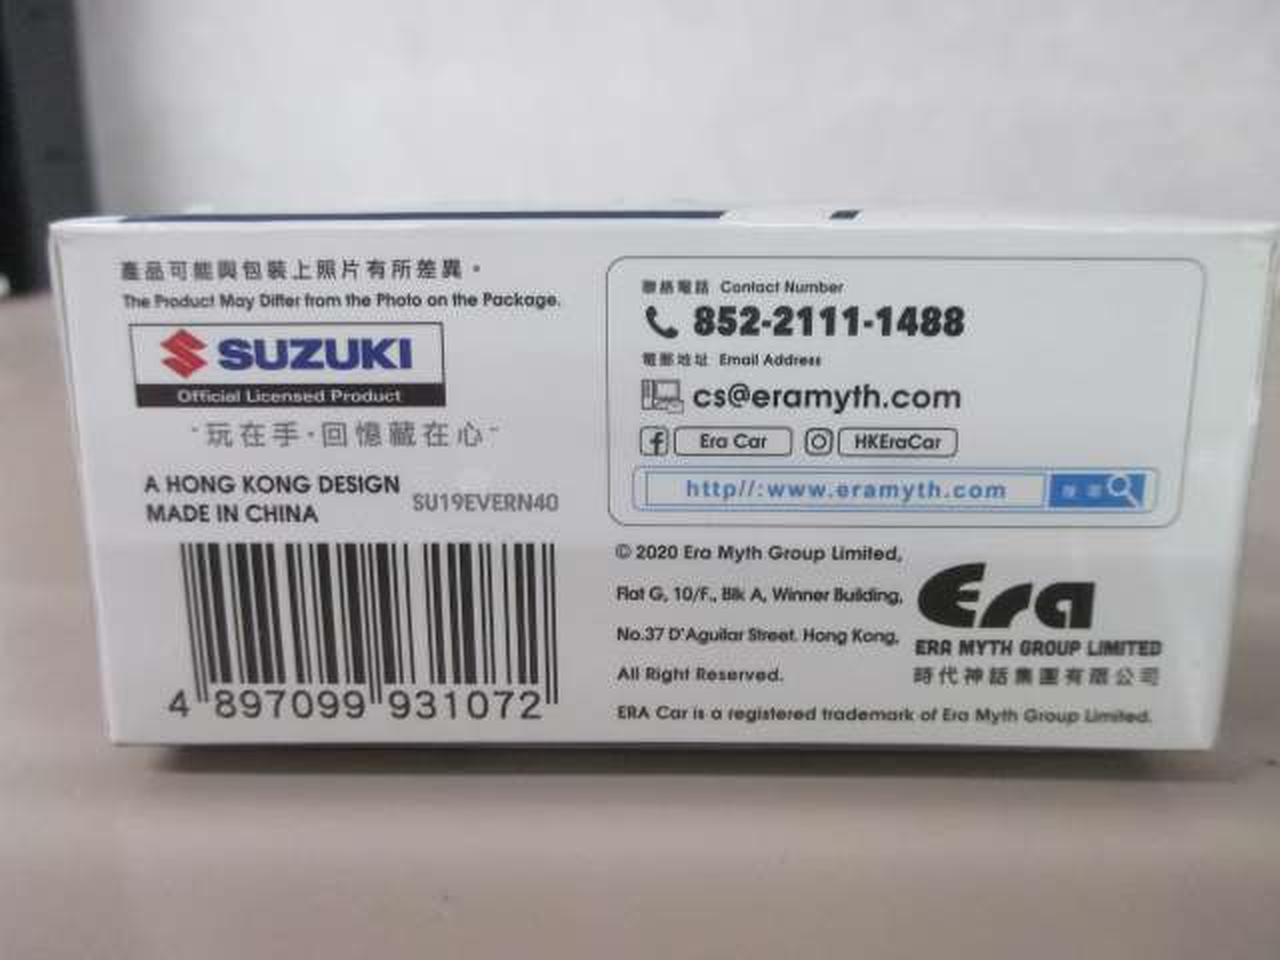 產品可能與包裝上照片有所差異。
The Product May Differ from the Photo on the Package.
SUZUKI
Official Licensed Product
"玩在手·回憶藏在心"
A HONG KONG DESIGN
MADE IN CHINA
SU19EVERN40
4 897099 931072
聯絡電話 Contact Number
852-2111-1488
電郵地址 Email Address
cs@eramyth.com
Era Car HKEraCar
http//:www.eramyth.com
© 2020 Era Myth Group Limited,
Flat G, 10/F., Blk A, Winner Building,
No.37 D'Aguilar Street. Hong Kong,
All Right Reserved.
Era
ERA MYTH GROUP LIMITED
時代神話集團有限公司
ERA Car is a registered trademark of Era Myth Group Limited.